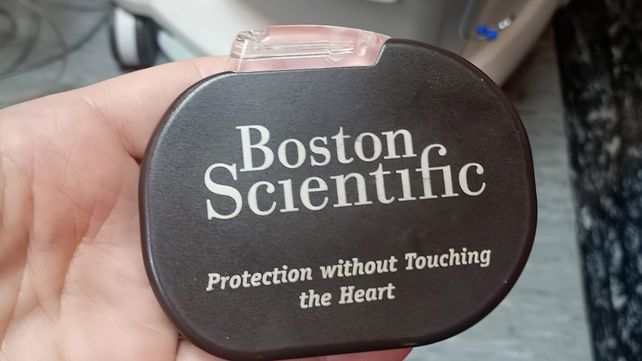 Boston
Scientific
Protection without Touching
the Heart